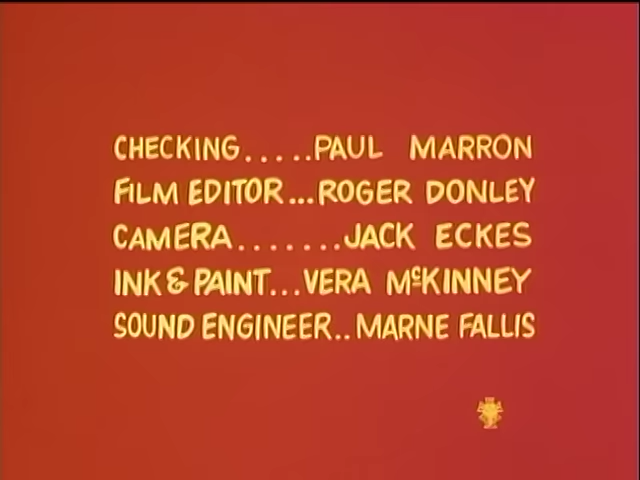 CHECKING.....PAUL MARRON
FILM EDITOR...ROGER DONLEY
CAMERA.......JACK ECKES
INK & PAINT...VERA McKINNEY
SOUND ENGINEER..MARNE FALLIS